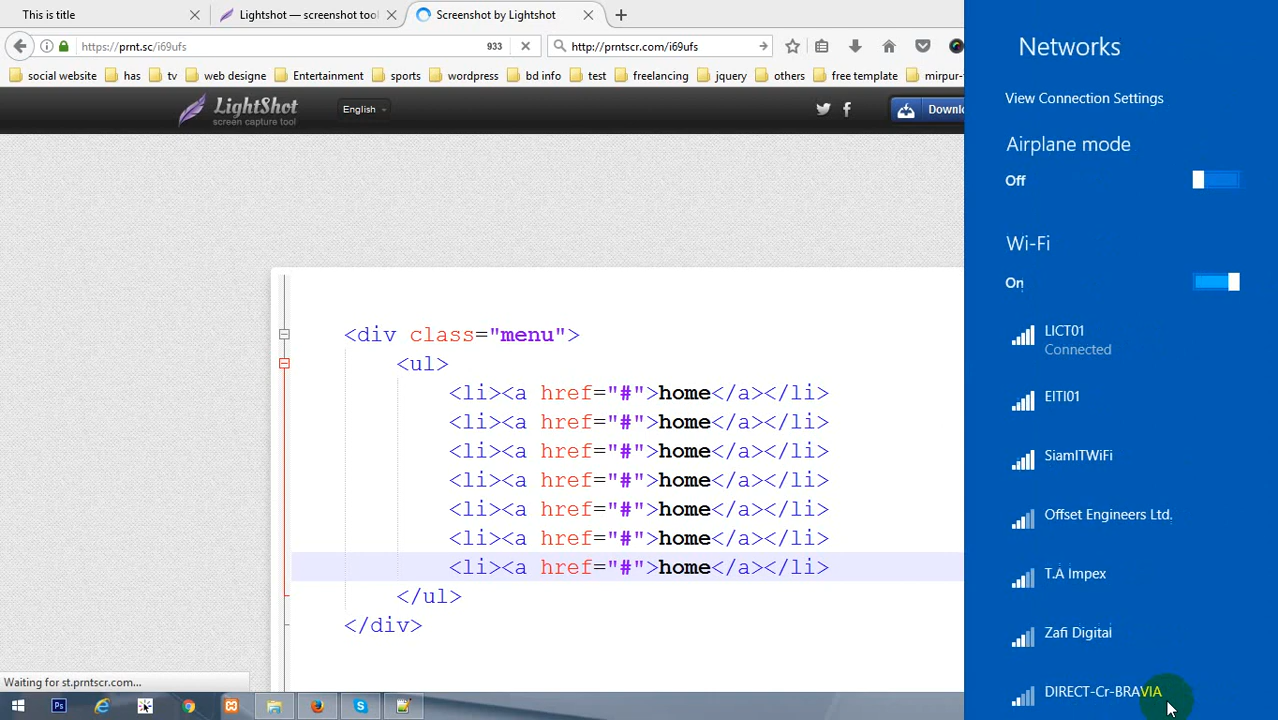 This is title
Lightshot — screenshot tool
Screenshot by Lightshot
https://prnt.sc/i69ufs
933
http://prntscr.com/i69ufs
social website
has
tv
web designe
Entertainment
sports
wordpress
bd info
test
freelancing
jquery
others
free template
mirpur-
LightShot
screen capture tool
English
Downlo
<div class="menu">
<ul>
<li><a href="#">home</a></li>
<li><a href="#">home</a></li>
<li><a href="#">home</a></li>
<li><a href="#">home</a></li>
<li><a href="#">home</a></li>
<li><a href="#">home</a></li>
<li><a href="#">home</a></li>
</ul>
</div>
Waiting for st.prntscr.com...
Networks
View Connection Settings
Airplane mode
Off
Wi-Fi
On
LICT01
Connected
EITI01
SiamITWiFi
Offset Engineers Ltd.
T.A Impex
Zafi Digital
DIRECT-Cr-BRAVIA